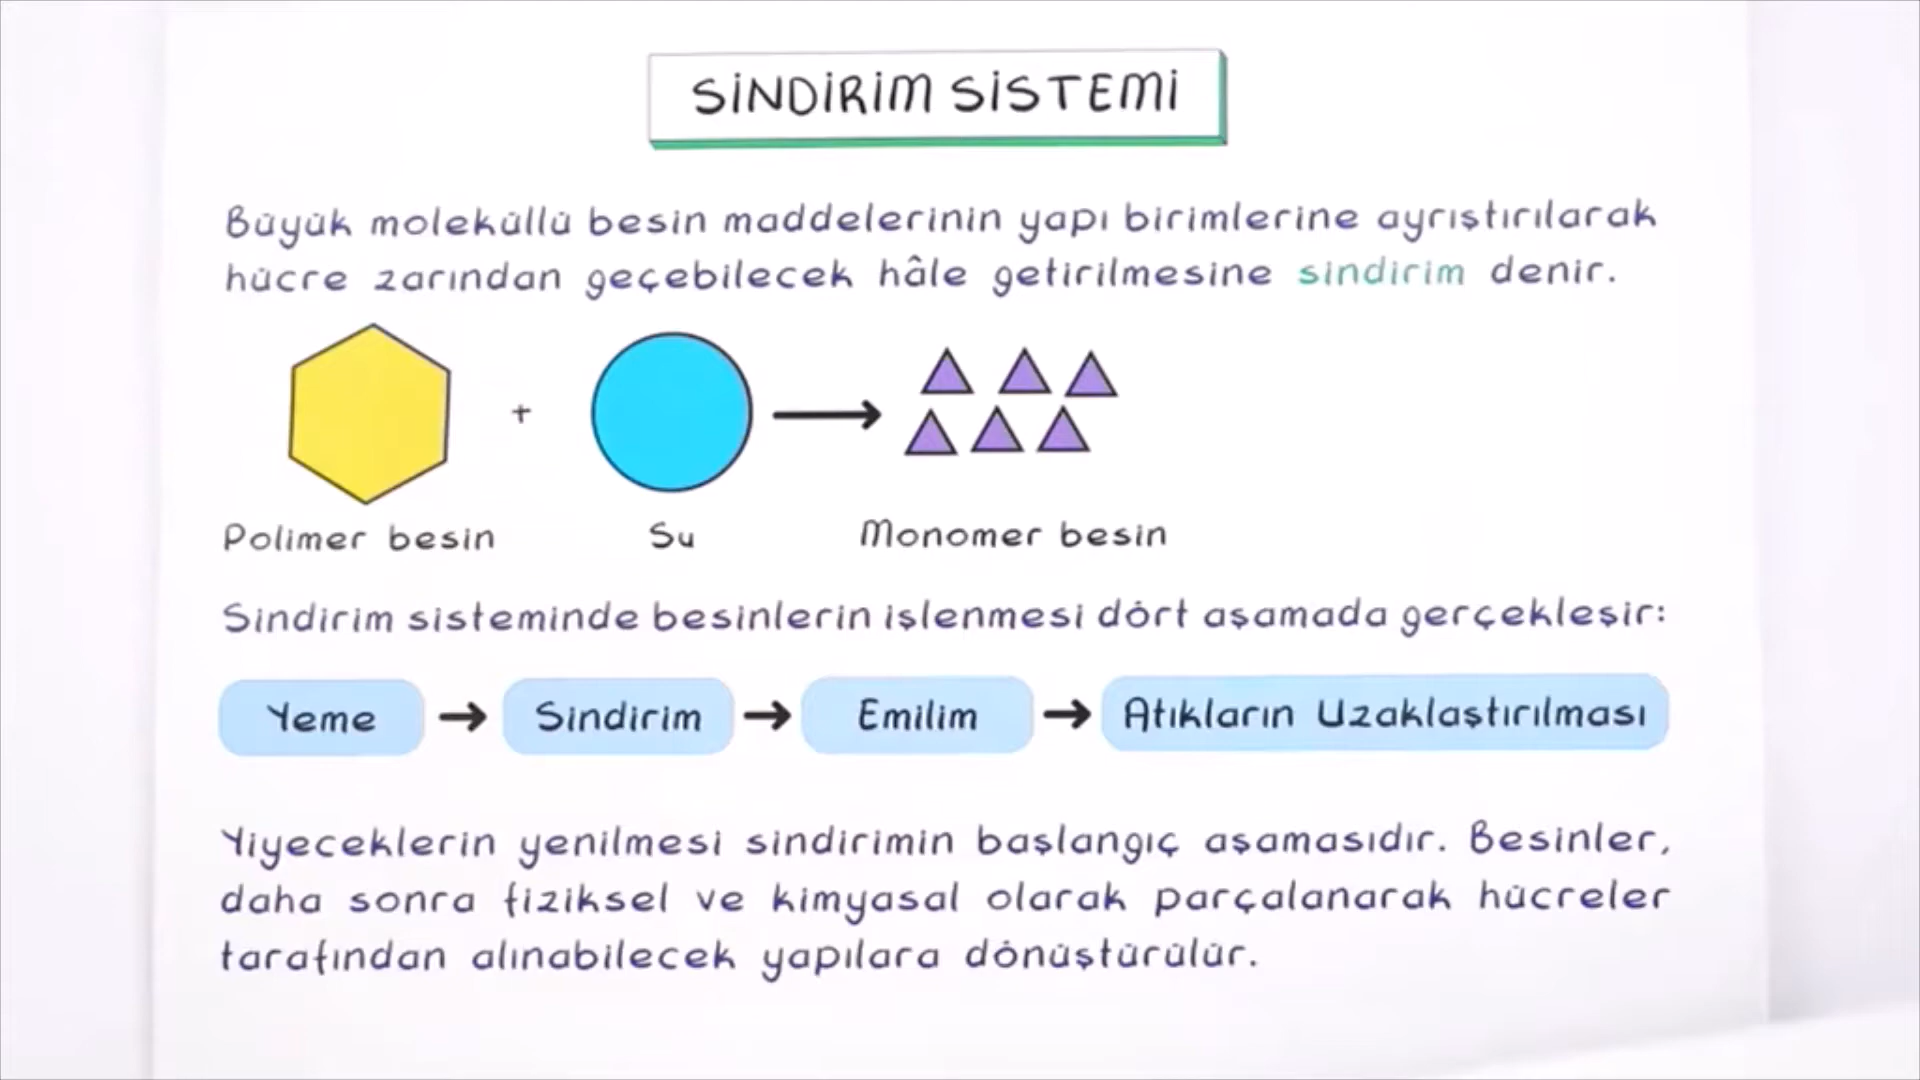 SİNDİRİM SİSTEMİ
Büyük moleküllü besin maddelerinin yapı birimlerine ayrıştırılarak
hücre zarından geçebilecek hâle getirilmesine sindirim denir.
+
Polimer besin Su Monomer besin
Sindirim sisteminde besinlerin işlenmesi dört aşamada gerçekleşir:
Yeme → Sindirim → Emilim → Atıkların Uzaklaştırılması
Yiyeceklerin yenilmesi sindirimin başlangıç aşamasıdır. Besinler,
daha sonra fiziksel ve kimyasal olarak parçalanarak hücreler
tarafından alınabilecek yapılara dönüştürülür.